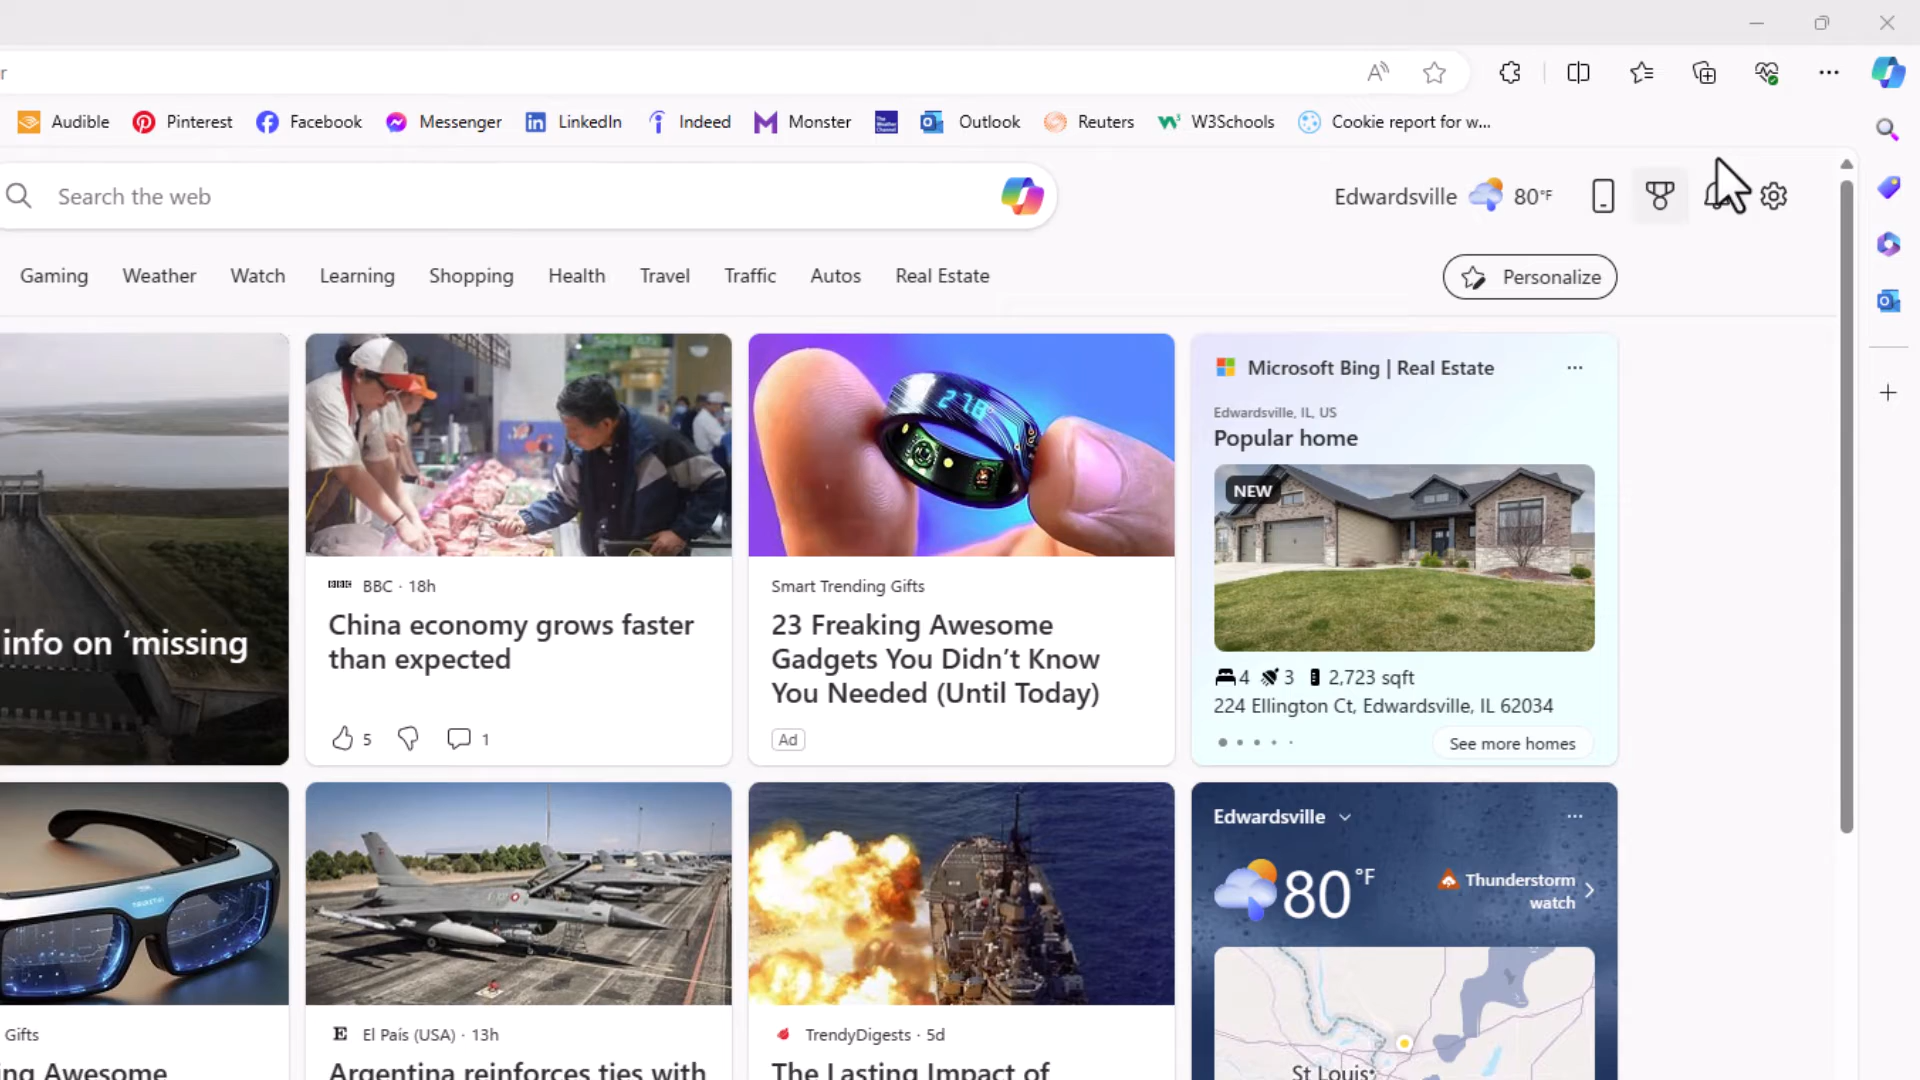 r
Audible Pinterest Facebook Messenger LinkedIn Indeed Monster Outlook Reuters W3Schools Cookie report for w...
Search the web
Edwardsville 80°F
Gaming Weather Watch Learning Shopping Health Travel Traffic Autos Real Estate
Personalize
info on ‘missing
BBC BBC · 18h
China economy grows faster
than expected
5 1
27.8
Smart Trending Gifts
23 Freaking Awesome
Gadgets You Didn’t Know
You Needed (Until Today)
Ad
Microsoft Bing | Real Estate
Edwardsville, IL, US
Popular home
NEW
4 3 2,723 sqft
224 Ellington Ct, Edwardsville, IL 62034
See more homes
Gifts
ing Awesome
E El País (USA) · 13h
Argentina reinforces ties with
TrendyDigests · 5d
The Lasting Impact of
Edwardsville
80°F
Thunderstorm
watch
St Louis